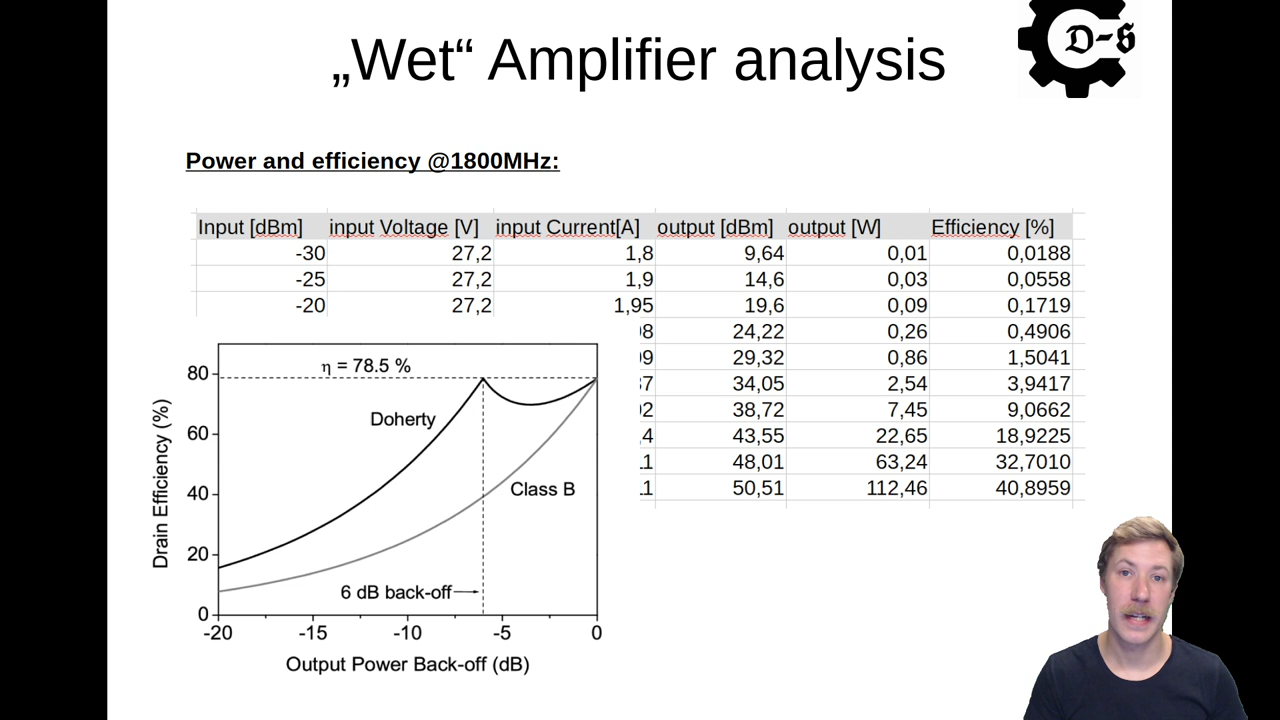 „Wet“ Amplifier analysis
D-S
Power and efficiency @1800MHz:
Input [dBm] input Voltage [V] input Current[A] output [dBm] output [W] Efficiency [%]
-30 27,2 1,8 9,64 0,01 0,0188
-25 27,2 1,9 14,6 0,03 0,0558
-20 27,2 1,95 19,6 0,09 0,1719
24,22 0,26 0,4906
29,32 0,86 1,5041
34,05 2,54 3,9417
38,72 7,45 9,0662
43,55 22,65 18,9225
48,01 63,24 32,7010
50,51 112,46 40,8959
η = 78.5 %
Doherty
Class B
6 dB back-off
Drain Efficiency (%)
80
60
40
20
0
-20 -15 -10 -5 0
Output Power Back-off (dB)